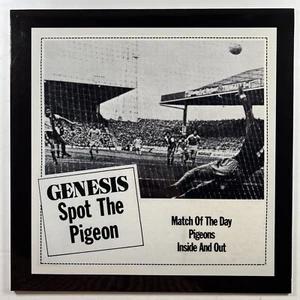 GENESIS
Spot The
Pigeon
Match Of The Day
Pigeons
Inside And Out